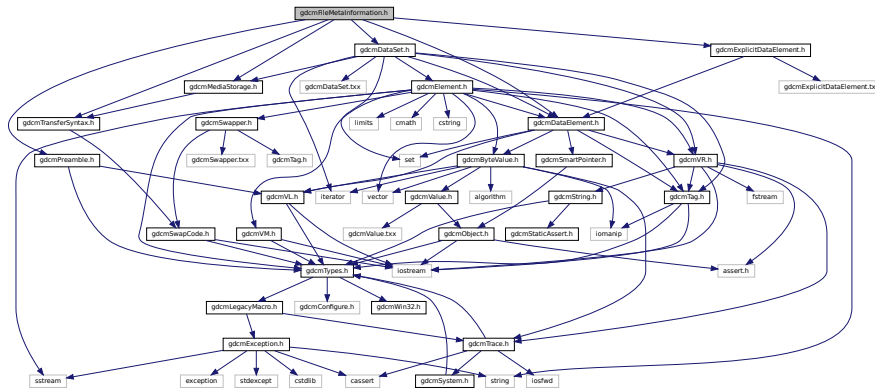 gdcmFileMetaInformation.h
gdcmDataSet.h
gdcmExplicitDataElement.h
gdcmMediaStorage.h
gdcmDataSet.txx
gdcmElement.h
gdcmExplicitDataElement.tx
gdcmTransferSyntax.h
gdcmSwapper.h
limits
cmath
cstring
gdcmDataElement.h
gdcmPreamble.h
gdcmSwapper.txx
gdcmTag.h
set
gdcmByteValue.h
gdcmSmartPointer.h
gdcmVR.h
gdcmVL.h
iterator
vector
gdcmValue.h
algorithm
gdcmString.h
gdcmTag.h
fstream
gdcmSwapCode.h
gdcmVM.h
gdcmValue.txx
gdcmObject.h
gdcmStaticAssert.h
iomanip
gdcmTypes.h
iostream
assert.h
gdcmLegacyMacro.h
gdcmConfigure.h
gdcmWin32.h
gdcmException.h
gdcmTrace.h
sstream
exception
stdexcept
cstdlib
cassert
gdcmSystem.h
string
iosfwd